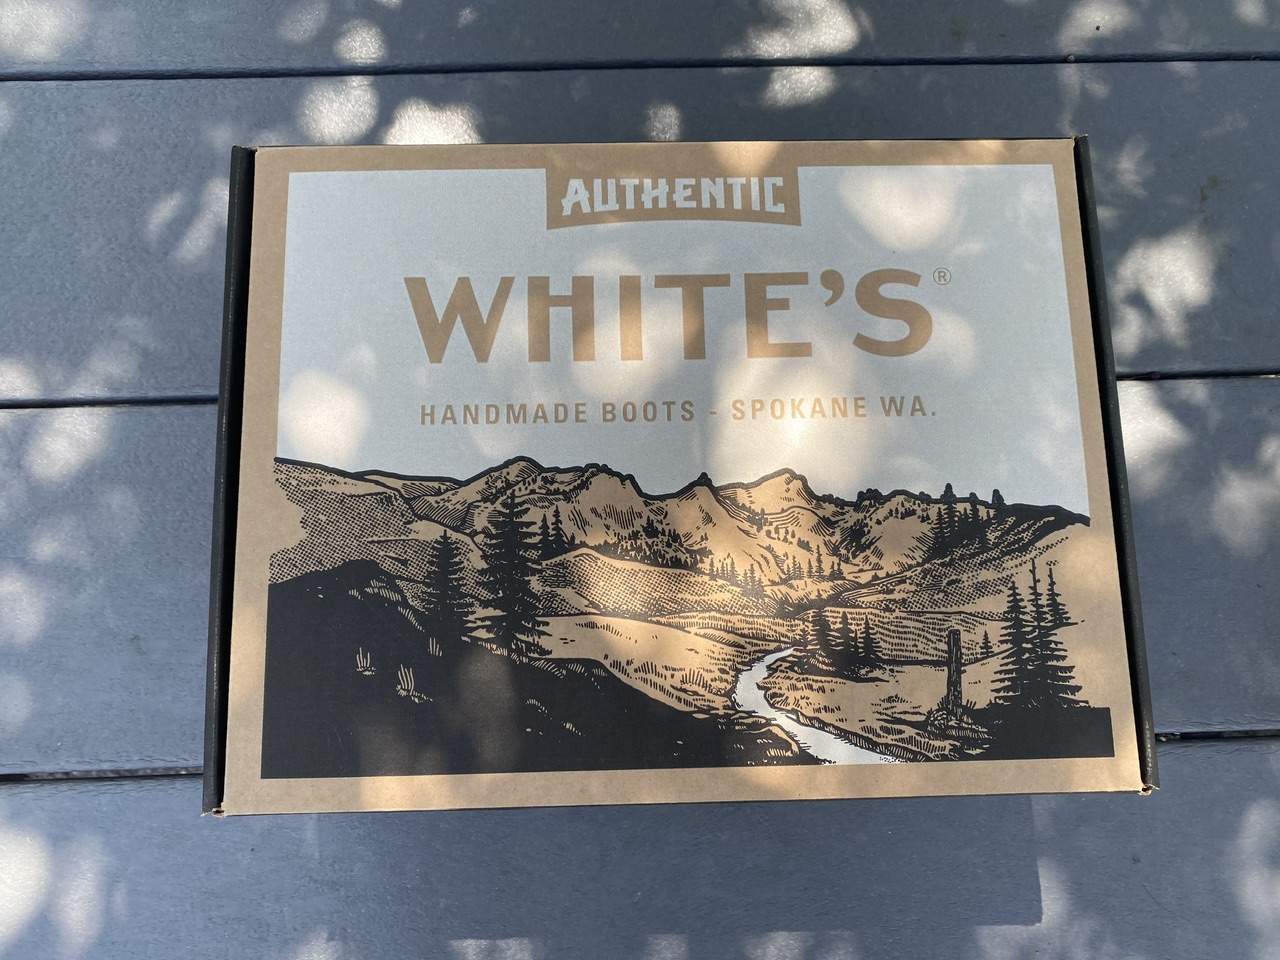 AUTHENTIC
WHITE'S®
HANDMADE BOOTS - SPOKANE WA.